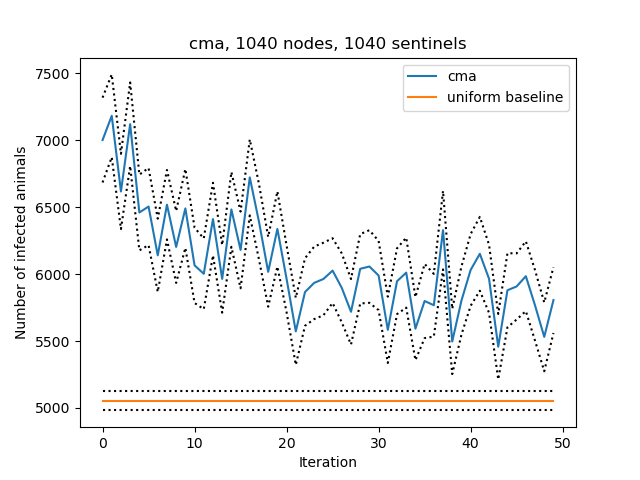 cma, 1040 nodes, 1040 sentinels
cma
uniform baseline
Number of infected animals
7500
7000
6500
6000
5500
5000
0 10 20 30 40 50
Iteration